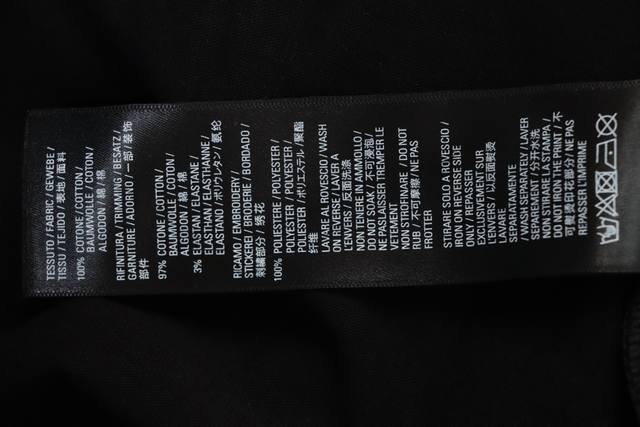 TESSUTO / FABRIC / GEWEBE /
TISSU / TEJIDO / 表地 / 面料
100% COTONE / COTTON /
BAUMWOLLE / COTON /
ALGODON / 綿 / 棉
RIFINITURA / TRIMMING / BESATZ /
GARNITURE / ADORNO / 一部 / 装饰
部件
97% COTONE / COTTON /
BAUMWOLLE / COTON /
ALGODON / 綿 / 棉
3% ELASTAN / ELASTANE /
ELASTHAN / ELASTHANNE /
ELASTANO / ポリウレタン / 氨纶
RICAMO / EMBROIDERY /
STICKEREI / BRODERIE / BORDADO /
刺繍部分 / 绣花
100% POLIESTERE / POLYESTER /
POLYESTER / POLYESTER /
POLIESTER / ポリエステル / 聚酯
纤维
LAVARE AL ROVESCIO / WASH
ON REVERSE / LAVER A
L'ENVERS / 反面洗涤
NON TENERE IN AMMOLLO /
DO NOT SOAK / 不可浸泡
/ NE PAS TREMPER LE
VETEMENT
NON STROFINARE / DO NOT
RUB / 不可摩擦 / NE PAS
FROTTER
STIRARE SOLO A ROVESCIO /
IRON ON REVERSE SIDE
ONLY / REPASSER
EXCLUSIVEMENT SUR
L'ENVERS / 以反面熨烫
LAVARE
SEPARATAMENTE
/ WASH SEPARATELY / LAVER
SEPAREMENT / 分开水洗
NON STIRARE LA STAMPA /
DO NOT IRON THE PRINT / 不
可熨烫印花部分 / NE PAS
REPASSER L'IMPRIME